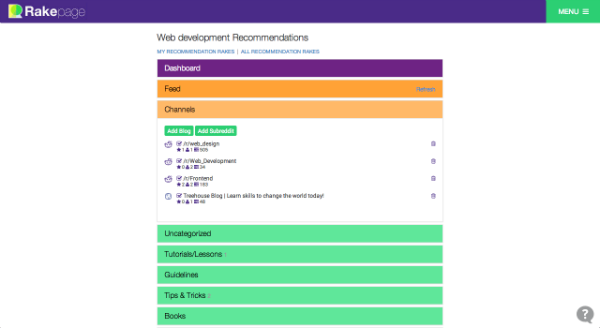 Rakepage
MENU
Web development Recommendations
MY RECOMMENDATION RAKES | ALL RECOMMENDATION RAKES
Dashboard
Feed
Refresh
Channels
Add Blog Add Subreddit
/r/web_design
1 1 505
/r/Web_Development
0 2 34
/r/Frontend
2 2 193
Treehouse Blog | Learn skills to change the world today!
0 1 48
Uncategorized
Tutorials/Lessons
Guidelines
Tips & Tricks
Books
?